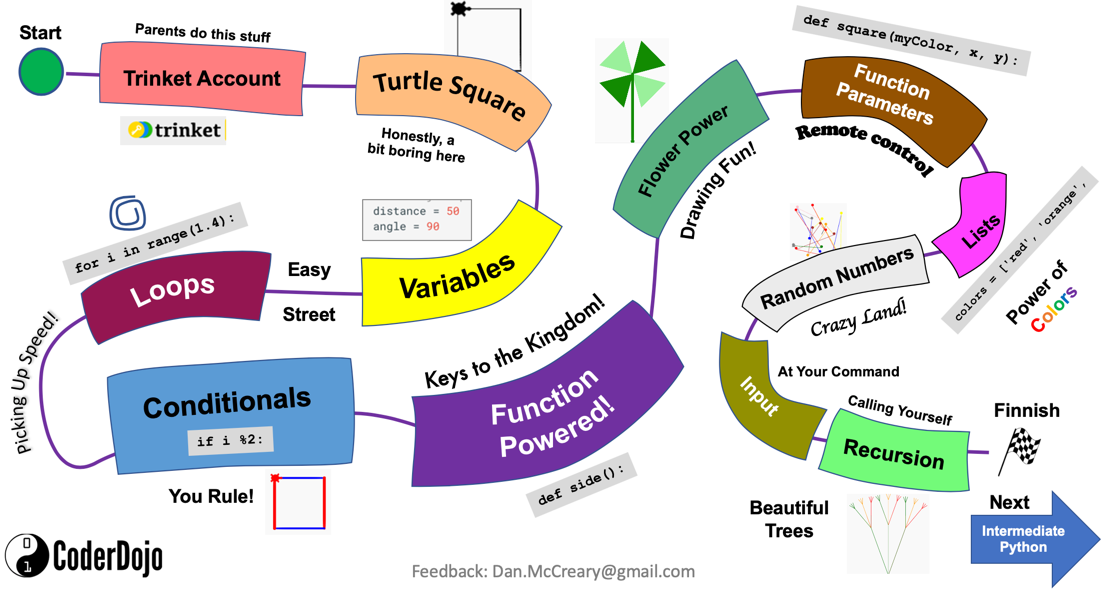 Start
Parents do this stuff
Trinket Account
trinket
Turtle Square
Honestly, a
bit boring here
distance = 50
angle = 90
Variables
Easy
Street
for i in range(1.4):
Loops
Picking Up Speed!
Conditionals
if i %2:
You Rule!
Keys to the Kingdom!
Function
Powered!
def side():
Flower Power
Drawing Fun!
def square(myColor, x, y):
Function
Parameters
Remote control
Lists
colors = ['red', 'orange',
Power of
Colors
Random Numbers
Crazy Land!
Input
At Your Command
Calling Yourself
Recursion
Beautiful
Trees
Finnish
Next
Intermediate
Python
0
1
CoderDojo
Feedback: Dan.McCreary@gmail.com